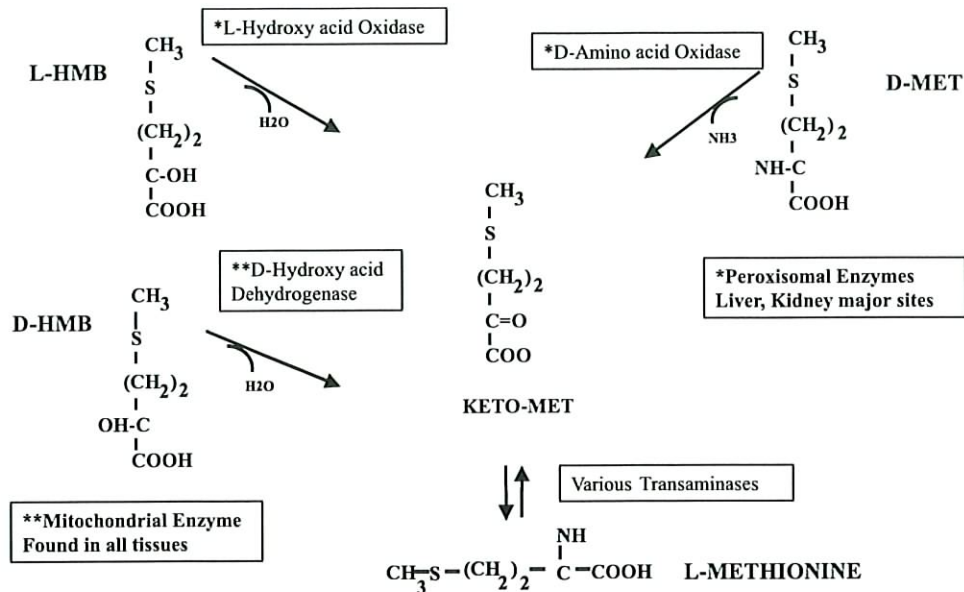 *L-Hydroxy acid Oxidase
L-HMB
CH3
S
(CH2)2
C-OH
COOH
H2O
*D-Amino acid Oxidase
D-MET
CH3
S
(CH2)2
NH-C
COOH
NH3
CH3
S
(CH2)2
C=O
COO
KETO-MET
*Peroxisomal Enzymes
Liver, Kidney major sites
**D-Hydroxy acid
Dehydrogenase
D-HMB
CH3
S
(CH2)2
OH-C
COOH
H2O
**Mitochondrial Enzyme
Found in all tissues
Various Transaminases
NH
CH3-S-(CH2)2-C-COOH
L-METHIONINE